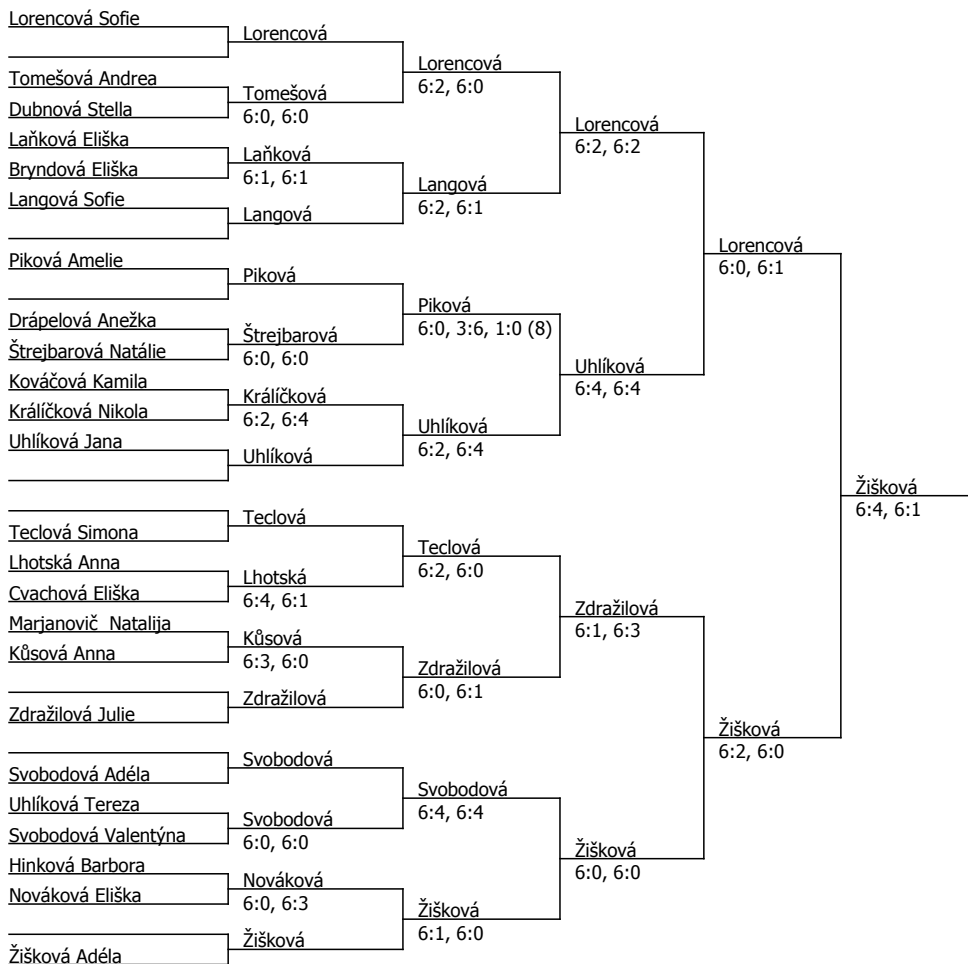 Lorencová Sofie
Tomešová Andrea
Dubnová Stella
Laňková Eliška
Bryndová Eliška
Langová Sofie
Piková Amelie
Drápelová Anežka
Štrejbarová Natálie
Kováčová Kamila
Králíčková Nikola
Uhlíková Jana
Teclová Simona
Lhotská Anna
Cvachová Eliška
Marjanovič  Natalija
Kůsová Anna
Zdražilová Julie
Svobodová Adéla
Uhlíková Tereza
Svobodová Valentýna
Hinková Barbora
Nováková Eliška
Žišková Adéla
Lorencová
Tomešová
6:0, 6:0
Laňková
6:1, 6:1
Langová
Piková
Štrejbarová
6:0, 6:0
Králíčková
6:2, 6:4
Uhlíková
Teclová
Lhotská
6:4, 6:1
Kůsová
6:3, 6:0
Zdražilová
Svobodová
Svobodová
6:0, 6:0
Nováková
6:0, 6:3
Žišková
Lorencová
6:2, 6:0
Langová
6:2, 6:1
Piková
6:0, 3:6, 1:0 (8)
Uhlíková
6:2, 6:4
Teclová
6:2, 6:0
Zdražilová
6:0, 6:1
Svobodová
6:4, 6:4
Žišková
6:1, 6:0
Lorencová
6:2, 6:2
Uhlíková
6:4, 6:4
Zdražilová
6:1, 6:3
Žišková
6:0, 6:0
Lorencová
6:0, 6:1
Žišková
6:2, 6:0
Žišková
6:4, 6:1